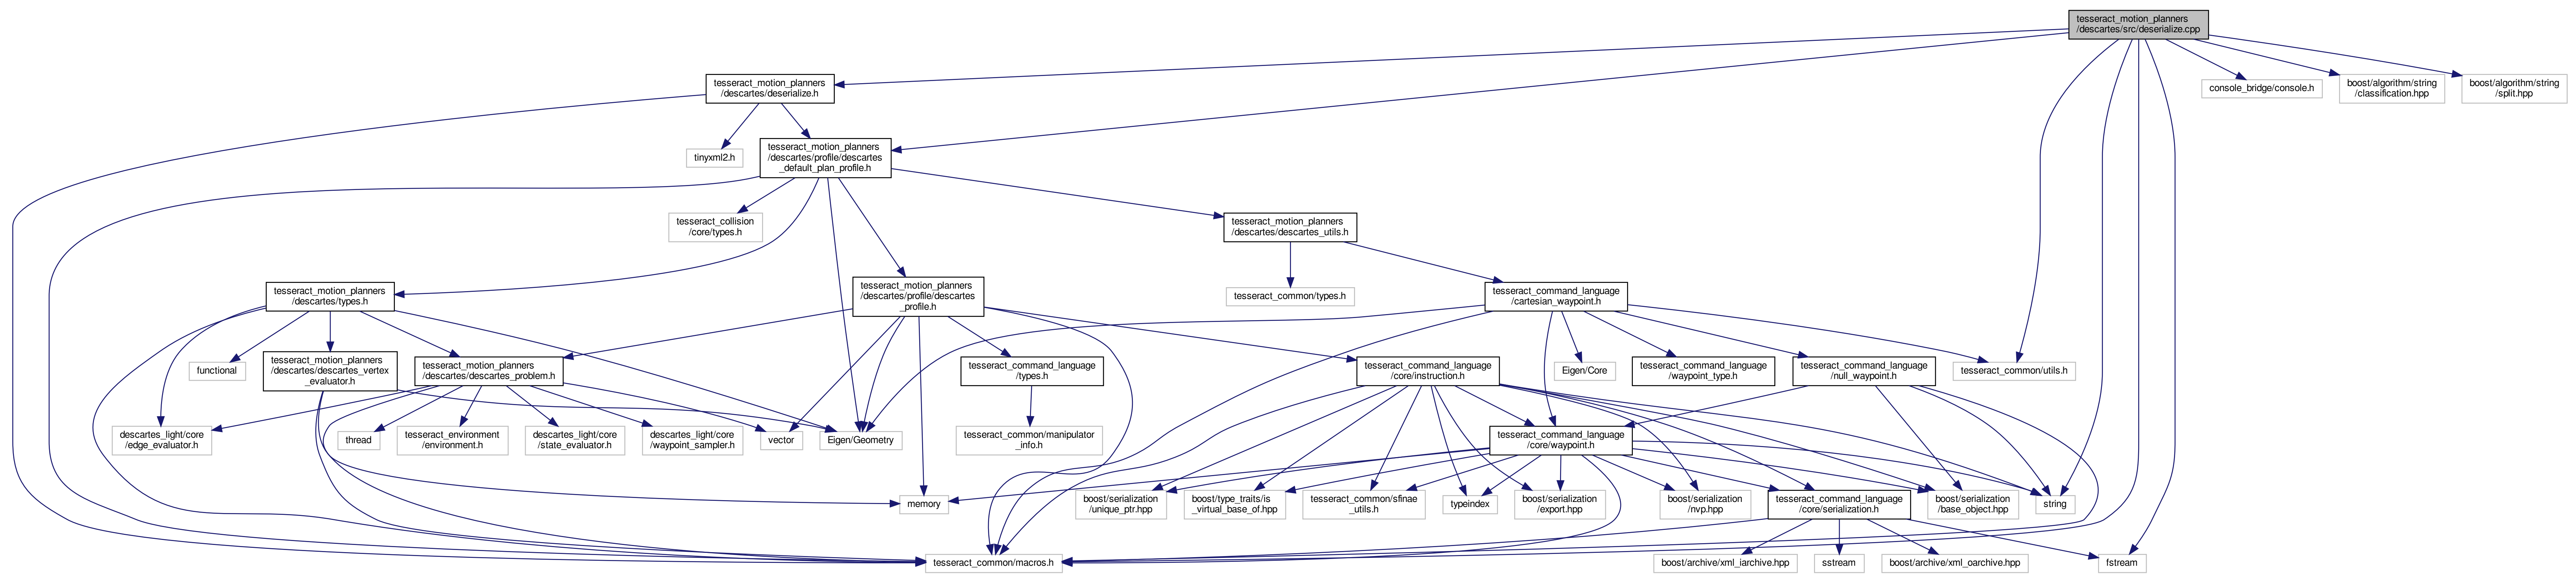 tesseract_motion_planners
/descartes/src/deserialize.cpp
tesseract_motion_planners
/descartes/deserialize.h
console_bridge/console.h
boost/algorithm/string
/classification.hpp
boost/algorithm/string
/split.hpp
tinyxml2.h
tesseract_motion_planners
/descartes/profile/descartes
_default_plan_profile.h
tesseract_collision
/core/types.h
tesseract_motion_planners
/descartes/descartes_utils.h
tesseract_motion_planners
/descartes/types.h
tesseract_motion_planners
/descartes/profile/descartes
_profile.h
tesseract_common/types.h
tesseract_command_language
/cartesian_waypoint.h
functional
tesseract_motion_planners
/descartes/descartes_vertex
_evaluator.h
tesseract_motion_planners
/descartes/descartes_problem.h
tesseract_command_language
/types.h
tesseract_command_language
/core/instruction.h
Eigen/Core
tesseract_command_language
/waypoint_type.h
tesseract_command_language
/null_waypoint.h
tesseract_common/utils.h
descartes_light/core
/edge_evaluator.h
thread
tesseract_environment
/environment.h
descartes_light/core
/state_evaluator.h
descartes_light/core
/waypoint_sampler.h
vector
Eigen/Geometry
tesseract_common/manipulator
_info.h
tesseract_command_language
/core/waypoint.h
memory
boost/serialization
/unique_ptr.hpp
boost/type_traits/is
_virtual_base_of.hpp
tesseract_common/sfinae
_utils.h
typeindex
boost/serialization
/export.hpp
boost/serialization
/nvp.hpp
tesseract_command_language
/core/serialization.h
boost/serialization
/base_object.hpp
string
tesseract_common/macros.h
boost/archive/xml_iarchive.hpp
sstream
boost/archive/xml_oarchive.hpp
fstream